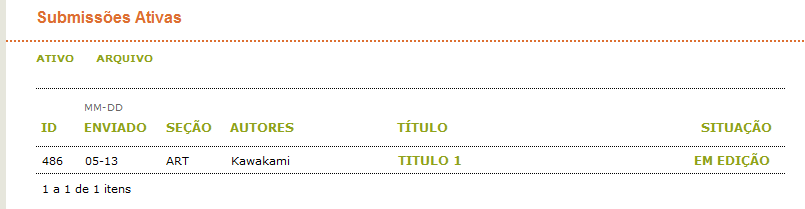 Submissões Ativas
ATIVO ARQUIVO
MM-DD
ID ENVIADO SEÇÃO AUTORES TÍTULO SITUAÇÃO
486 05-13 ART Kawakami TITULO 1 EM EDIÇÃO
1 a 1 de 1 itens